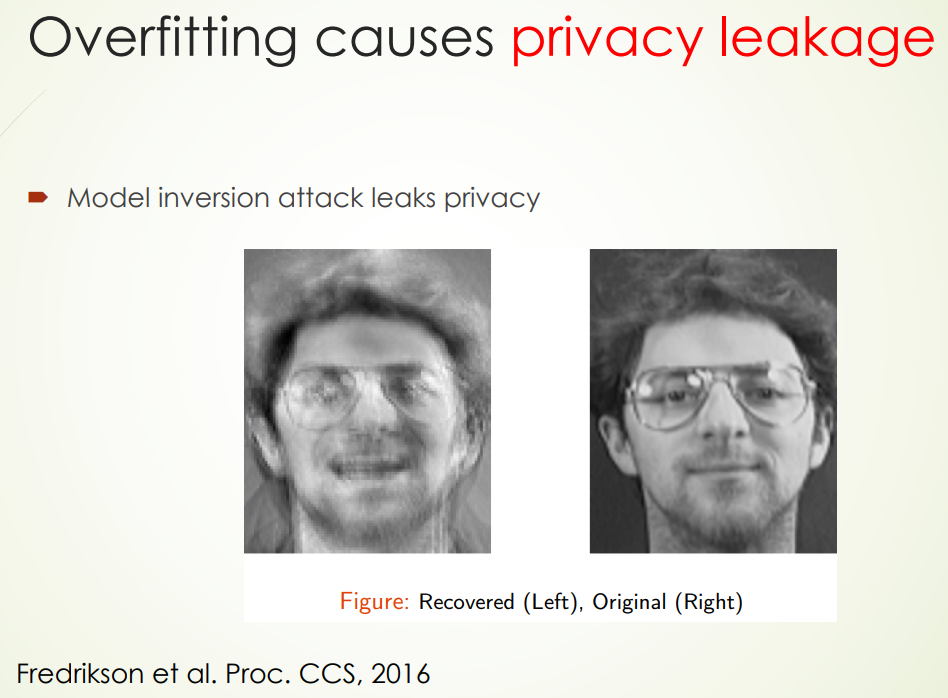 Overfitting causes privacy leakage
Model inversion attack leaks privacy
Figure: Recovered (Left), Original (Right)
Fredrikson et al. Proc. CCS, 2016